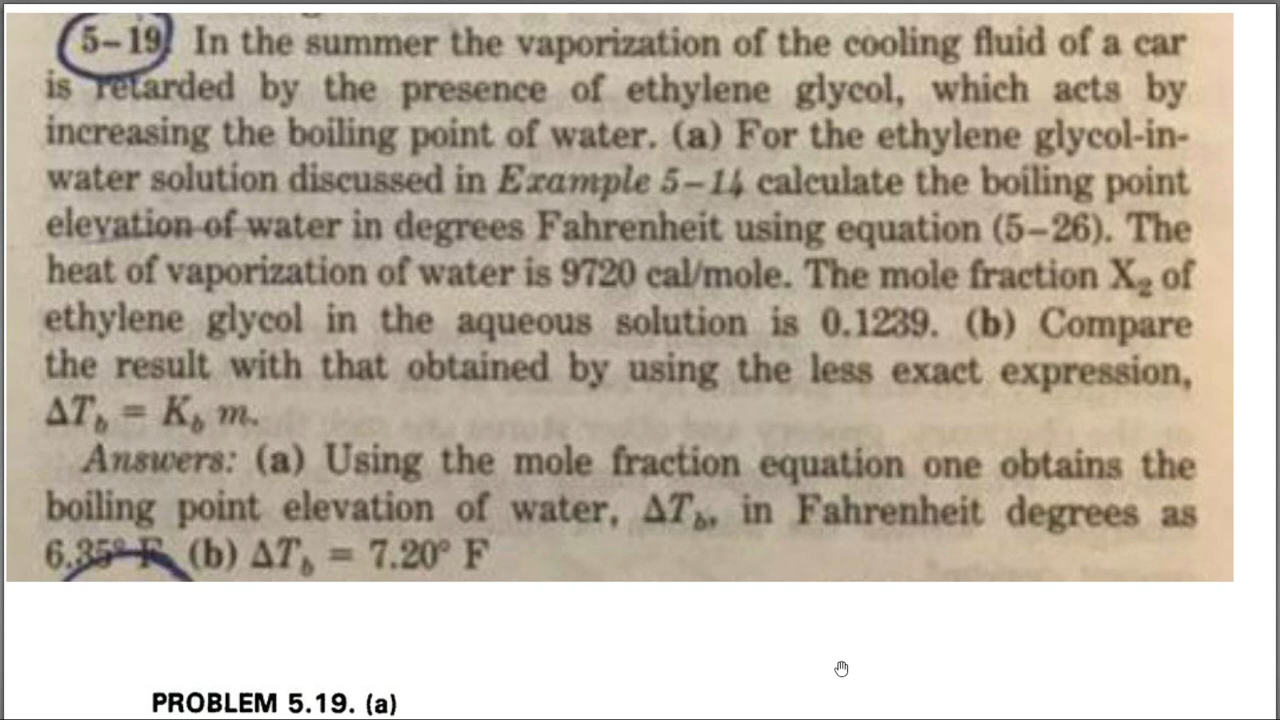 5–19. In the summer the vaporization of the cooling fluid of a car
is retarded by the presence of ethylene glycol, which acts by
increasing the boiling point of water. (a) For the ethylene glycol-in-
water solution discussed in Example 5–14 calculate the boiling point
elevation of water in degrees Fahrenheit using equation (5–26). The
heat of vaporization of water is 9720 cal/mole. The mole fraction X₂ of
ethylene glycol in the aqueous solution is 0.1239. (b) Compare
the result with that obtained by using the less exact expression,
ΔT_b = K_b m.
Answers: (a) Using the mole fraction equation one obtains the
boiling point elevation of water, ΔT_b, in Fahrenheit degrees as
6.35° F. (b) ΔT_b = 7.20° F
PROBLEM 5.19. (a)